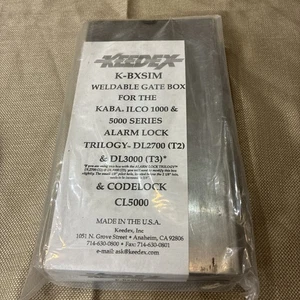 KEEDEX
K-BXSIM
WELDABLE GATE BOX
FOR THE
KABA, ILCO 1000 &
5000 SERIES
ALARM LOCK
TRILOGY- DL2700 (T2)
& DL3000 (T3)*
& CODELOCK
CL5000
MADE IN THE U.S.A.
Keedex, Inc
1051 N. Grove Street • Anaheim, CA 92806
714-630-0800 • Fax: 714-630-0801
e-mail: ask@keedex.com